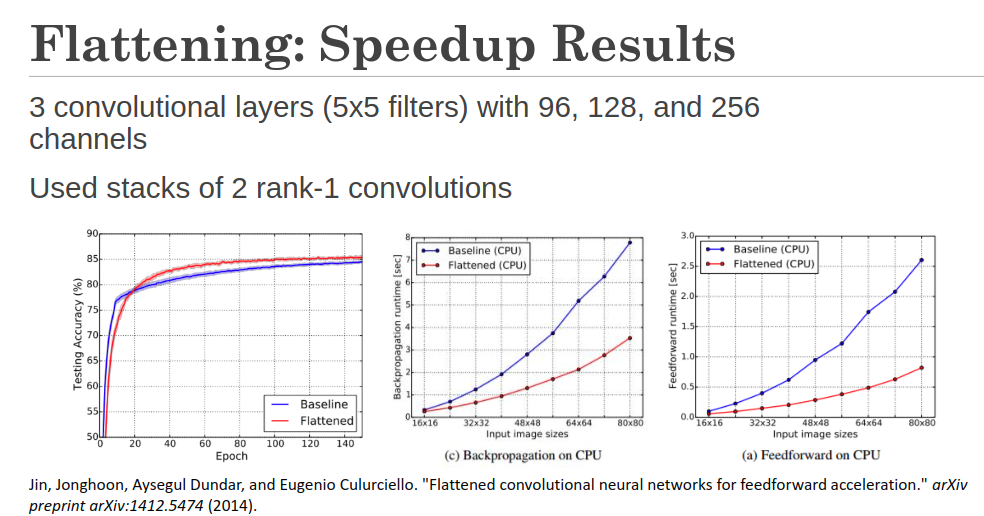 Flattening: Speedup Results
3 convolutional layers (5x5 filters) with 96, 128, and 256
channels
Used stacks of 2 rank-1 convolutions
90
85
80
75
70
65
60
55
50
Testing Accuracy (%)
0 20 40 60 80 100 120 140
Epoch
Baseline
Flattened
8
7
6
5
4
3
2
1
0
Backpropagation runtime [sec]
Baseline (CPU)
Flattened (CPU)
16x16 32x32 48x48 64x64 80x80
Input image sizes
(c) Backpropagation on CPU
3.0
2.5
2.0
1.5
1.0
0.5
0.0
Feedforward runtime [sec]
Baseline (CPU)
Flattened (CPU)
16x16 32x32 48x48 64x64 80x80
Input image sizes
(a) Feedforward on CPU
Jin, Jonghoon, Aysegul Dundar, and Eugenio Culurciello. "Flattened convolutional neural networks for feedforward acceleration." arXiv
preprint arXiv:1412.5474 (2014).